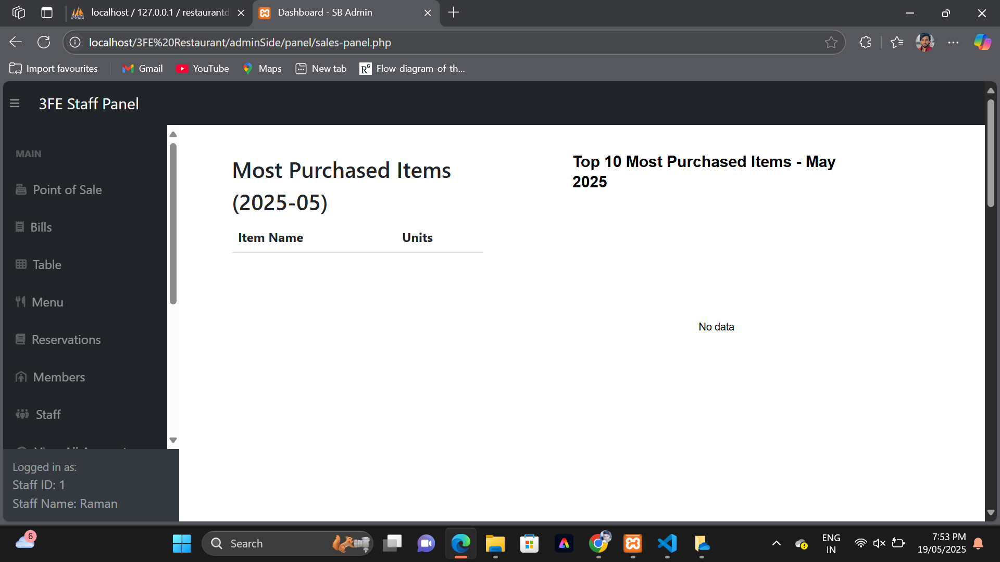 localhost / 127.0.0.1 / restaurantd
Dashboard - SB Admin
localhost/3FE%20Restaurant/adminSide/panel/sales-panel.php
Import favourites
Gmail
YouTube
Maps
New tab
Flow-diagram-of-th...
3FE Staff Panel
MAIN
Point of Sale
Bills
Table
Menu
Reservations
Members
Staff
Logged in as:
Staff ID: 1
Staff Name: Raman
Most Purchased Items
(2025-05)
Item Name Units
Top 10 Most Purchased Items - May
2025
No data
6
Search
ENG
IN
7:53 PM
19/05/2025